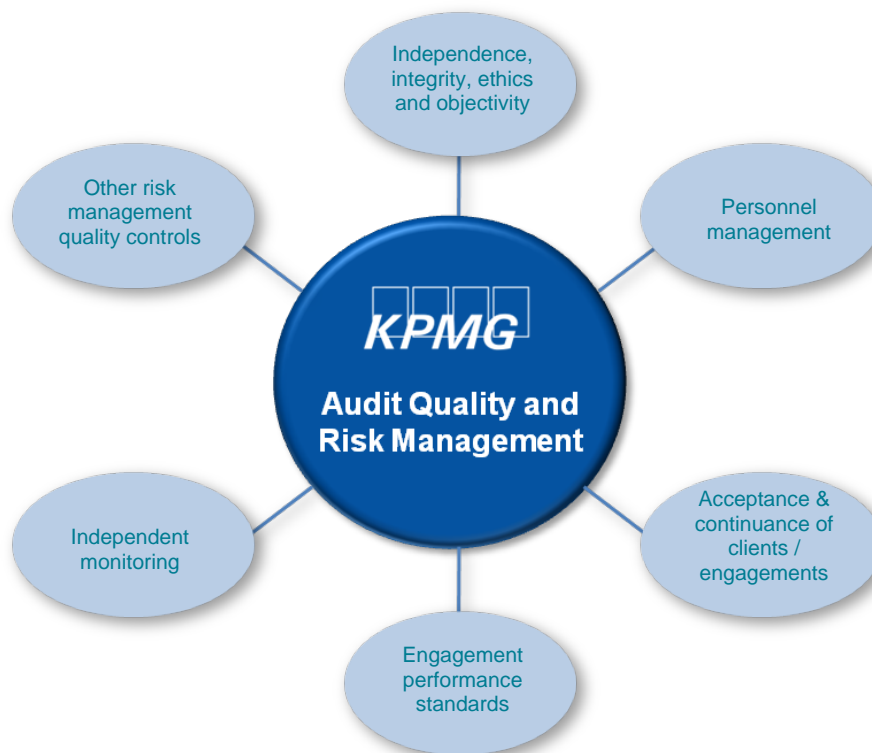 Independence,
integrity, ethics
and objectivity
Other risk
management
quality controls
Personnel
management
KPMG
Audit Quality and
Risk Management
Independent
monitoring
Acceptance &
continuance of
clients /
engagements
Engagement
performance
standards